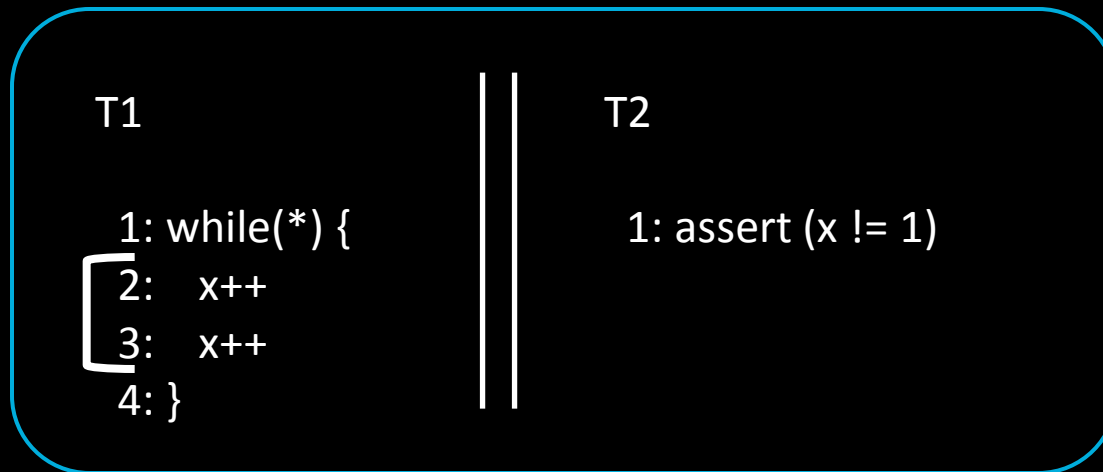 T1
T2
1: while(*) {
1: assert (x != 1)
2: x++
3: x++
4: }